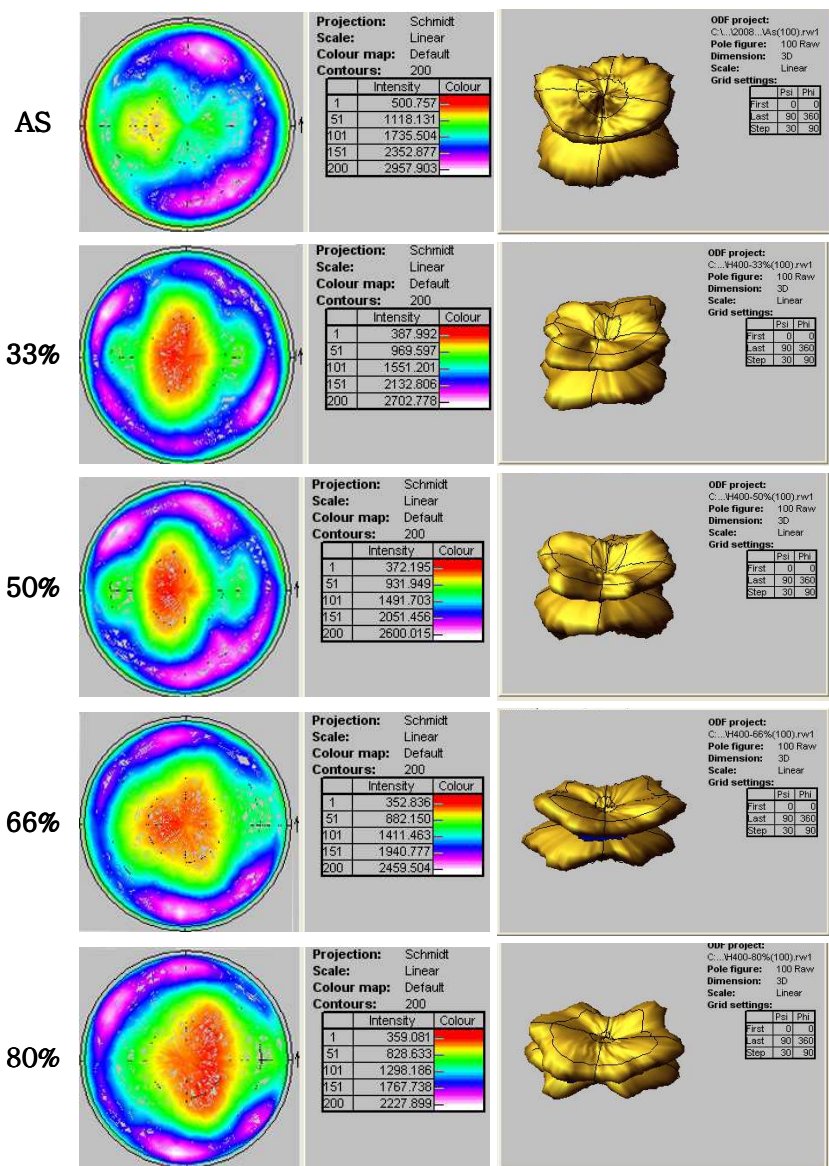 AS
Projection: Schmidt
Scale: Linear
Colour map: Default
Contours: 200
Intensity Colour
1 500.757
51 1118.131
101 1735.504
151 2352.877
200 2957.903
ODF project:
C:\...\2008...\As(100).rw1
Pole figure: 100 Raw
Dimension: 3D
Scale: Linear
Grid settings:
Psi Phi
First 0 0
Last 90 360
Step 30 90
33%
Projection: Schmidt
Scale: Linear
Colour map: Default
Contours: 200
Intensity Colour
1 387.992
51 969.597
101 1551.201
151 2132.806
200 2702.778
ODF project:
C:...\H400-33%(100).rw1
Pole figure: 100 Raw
Dimension: 3D
Scale: Linear
Grid settings:
Psi Phi
First 0 0
Last 90 360
Step 30 90
50%
Projection: Schmidt
Scale: Linear
Colour map: Default
Contours: 200
Intensity Colour
1 372.195
51 931.949
101 1491.703
151 2051.456
200 2600.015
ODF project:
C:...\H400-50%(100).rw1
Pole figure: 100 Raw
Dimension: 3D
Scale: Linear
Grid settings:
Psi Phi
First 0 0
Last 90 360
Step 30 90
66%
Projection: Schmidt
Scale: Linear
Colour map: Default
Contours: 200
Intensity Colour
1 352.836
51 882.150
101 1411.463
151 1940.777
200 2459.504
ODF project:
C:...\H400-66%(100).rw1
Pole figure: 100 Raw
Dimension: 3D
Scale: Linear
Grid settings:
Psi Phi
First 0 0
Last 90 360
Step 30 90
80%
Projection: Schmidt
Scale: Linear
Colour map: Default
Contours: 200
Intensity Colour
1 359.081
51 828.633
101 1298.186
151 1767.738
200 2227.899
ODF project:
C:...\H400-80%(100).rw1
Pole figure: 100 Raw
Dimension: 3D
Scale: Linear
Grid settings:
Psi Phi
First 0 0
Last 90 360
Step 30 90